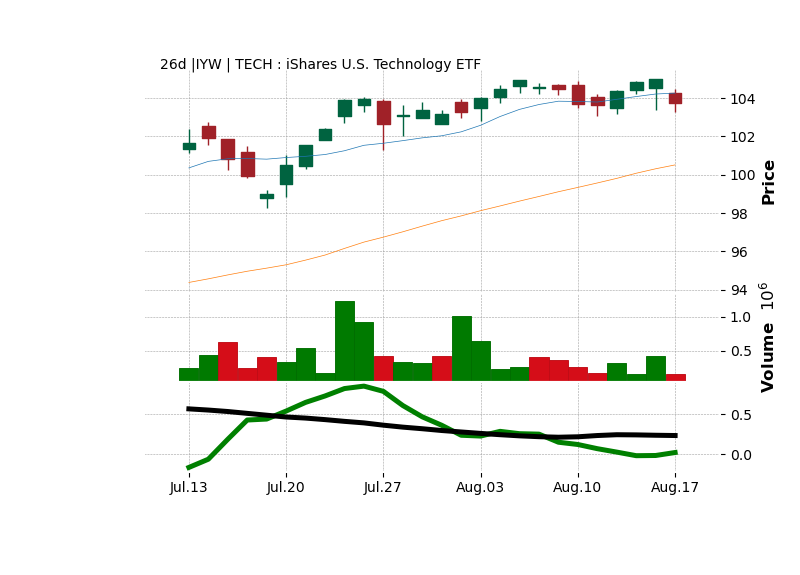 26d |IYW | TECH : iShares U.S. Technology ETF
104
102
100
98
96
94
Price
10^6
1.0
0.5
Volume
0.5
0.0
Jul.13 Jul.20 Jul.27 Aug.03 Aug.10 Aug.17